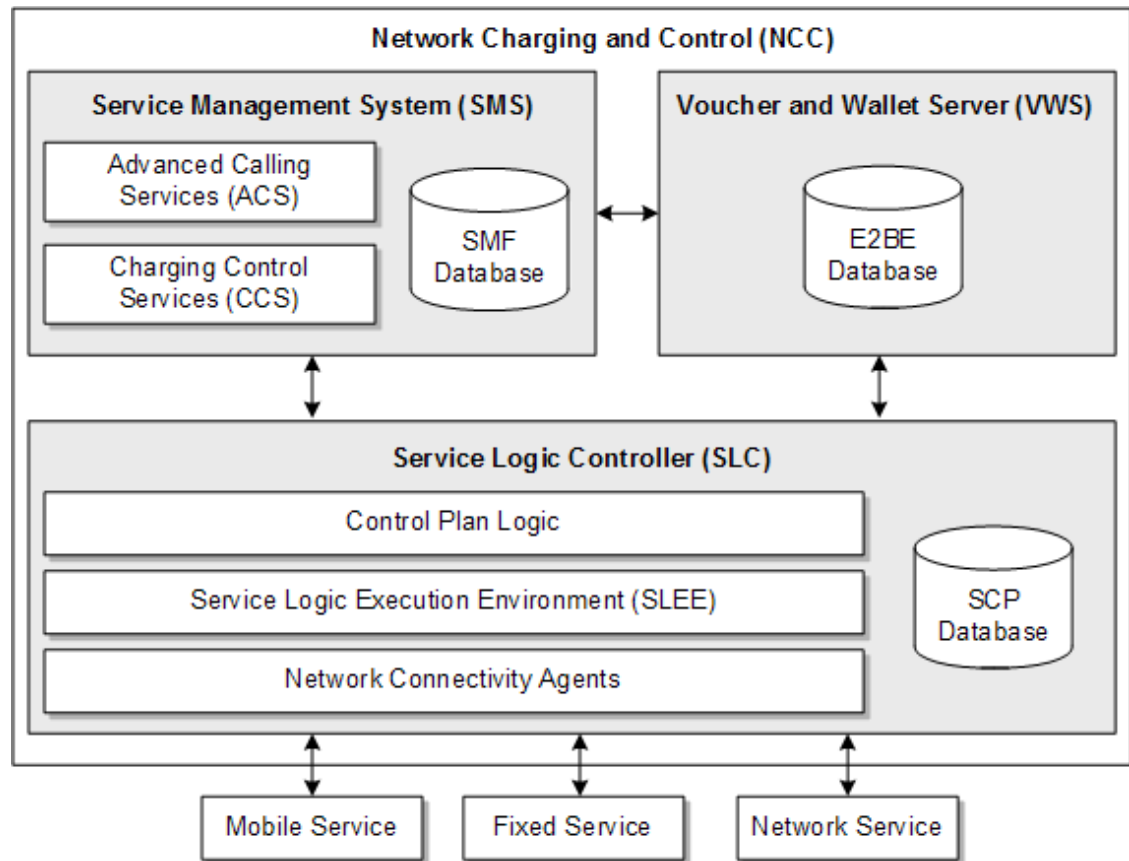 Network Charging and Control (NCC)
Service Management System (SMS)
Advanced Calling
Services (ACS)
Charging Control
Services (CCS)
SMF
Database
Voucher and Wallet Server (VWS)
E2BE
Database
Service Logic Controller (SLC)
Control Plan Logic
Service Logic Execution Environment (SLEE)
Network Connectivity Agents
SCP
Database
Mobile Service
Fixed Service
Network Service